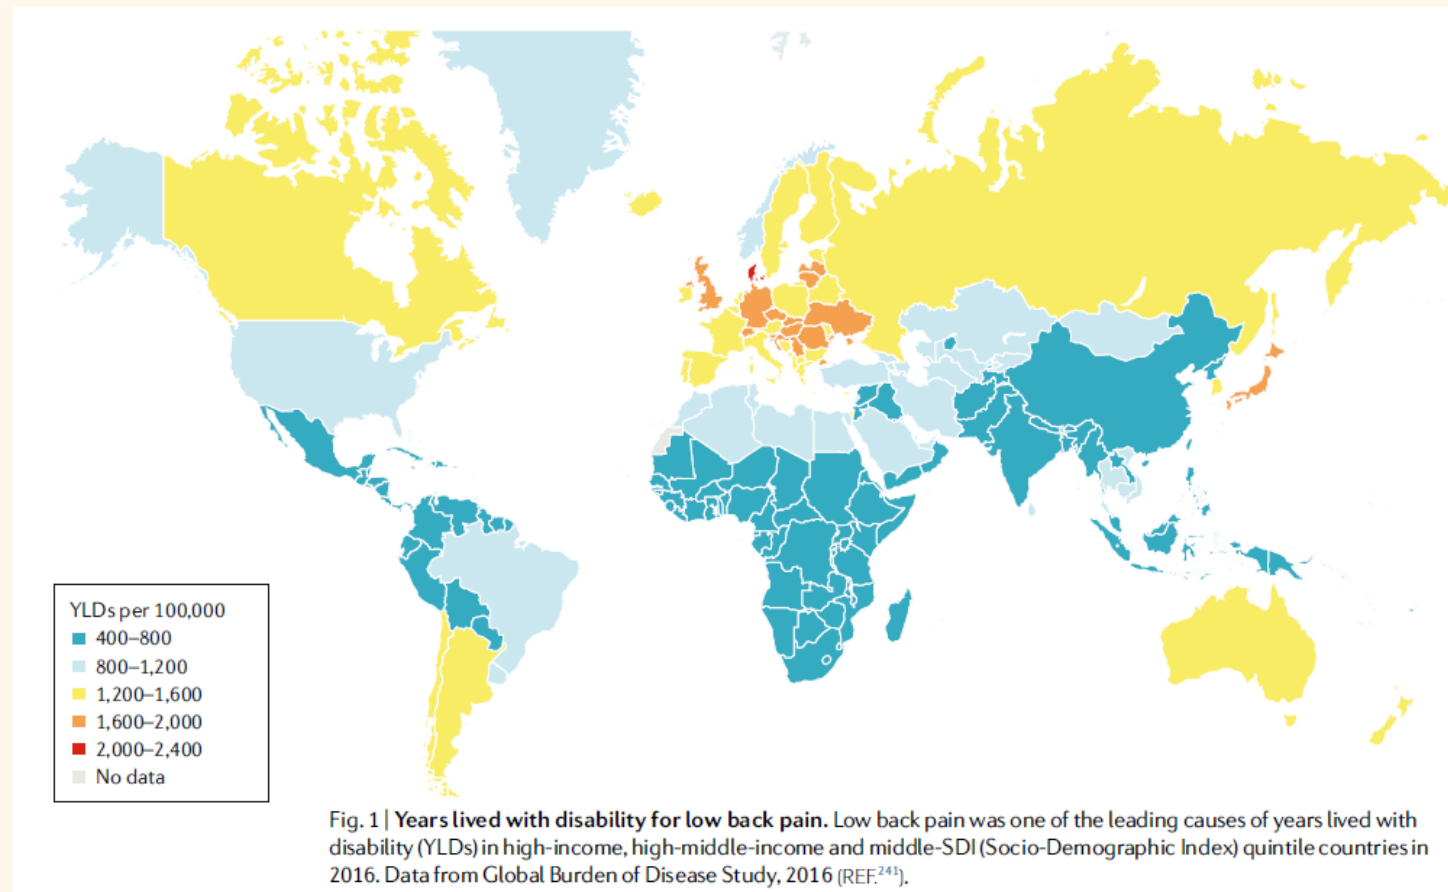 YLDs per 100,000
400–800
800–1,200
1,200–1,600
1,600–2,000
2,000–2,400
No data
Fig. 1 | Years lived with disability for low back pain. Low back pain was one of the leading causes of years lived with
disability (YLDs) in high-income, high-middle-income and middle-SDI (Socio-Demographic Index) quintile countries in
2016. Data from Global Burden of Disease Study, 2016 (REF.241).